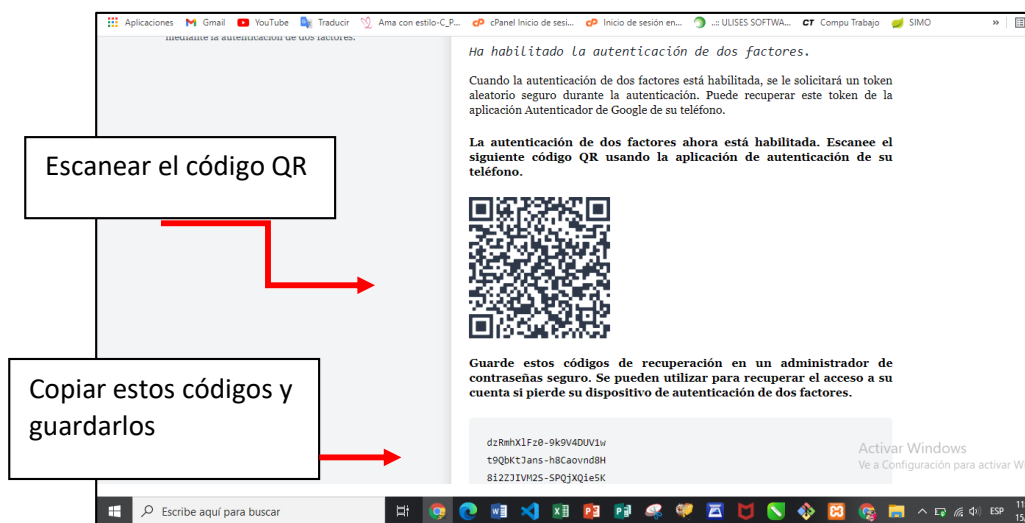 Aplicaciones Gmail YouTube Traducir Ama con estilo-C_P... cPanel Inicio de sesi... Inicio de sesión en... ..:: ULISES SOFTWA... CT Compu Trabajo SIMO »
mediante la autenticación de dos factores.
Ha habilitado la autenticación de dos factores.
Cuando la autenticación de dos factores está habilitada, se le solicitará un token
aleatorio seguro durante la autenticación. Puede recuperar este token de la
aplicación Autenticador de Google de su teléfono.
La autenticación de dos factores ahora está habilitada. Escanee el
siguiente código QR usando la aplicación de autenticación de su
teléfono.
Escanear el código QR
Guarde estos códigos de recuperación en un administrador de
contraseñas seguro. Se pueden utilizar para recuperar el acceso a su
cuenta si pierde su dispositivo de autenticación de dos factores.
Copiar estos códigos y
guardarlos
dzRmhXlFz0-9k9V4DUV1w
t9QbKtJans-h8Caovnd8H
8i2ZJIVM2S-SPQjXQie5K
Activar Windows
Ve a Configuración para activar Wi
Escribe aquí para buscar
ESP
11
15